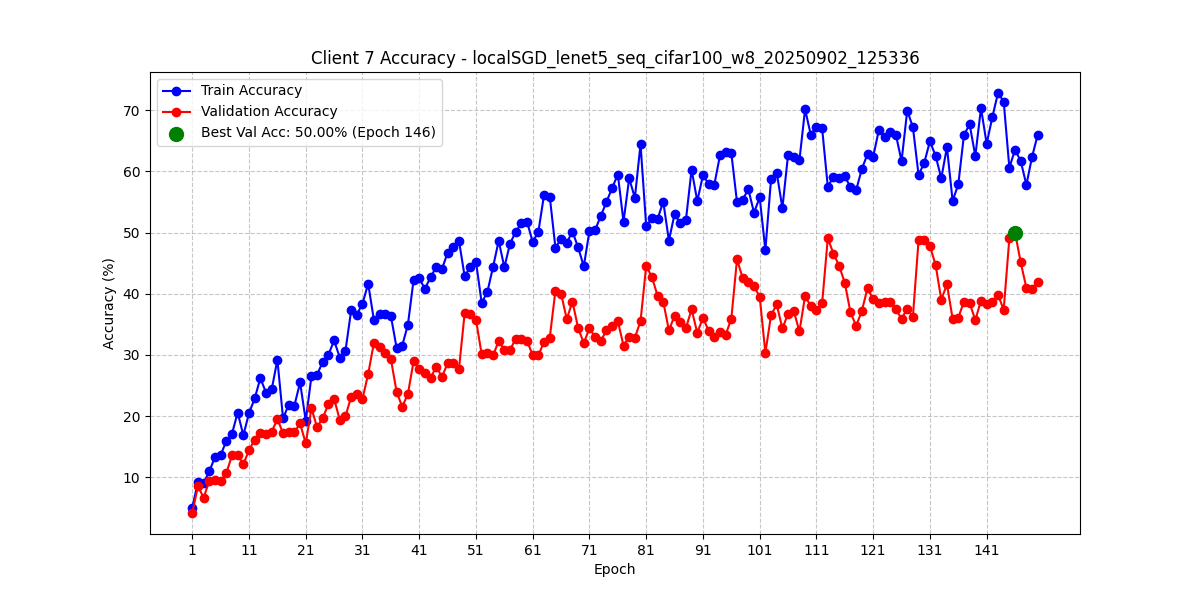 Client 7 Accuracy - localSGD_lenet5_seq_cifar100_w8_20250902_125336
Train Accuracy
Validation Accuracy
Best Val Acc: 50.00% (Epoch 146)
Accuracy (%)
70
60
50
40
30
20
10
1 11 21 31 41 51 61 71 81 91 101 111 121 131 141
Epoch